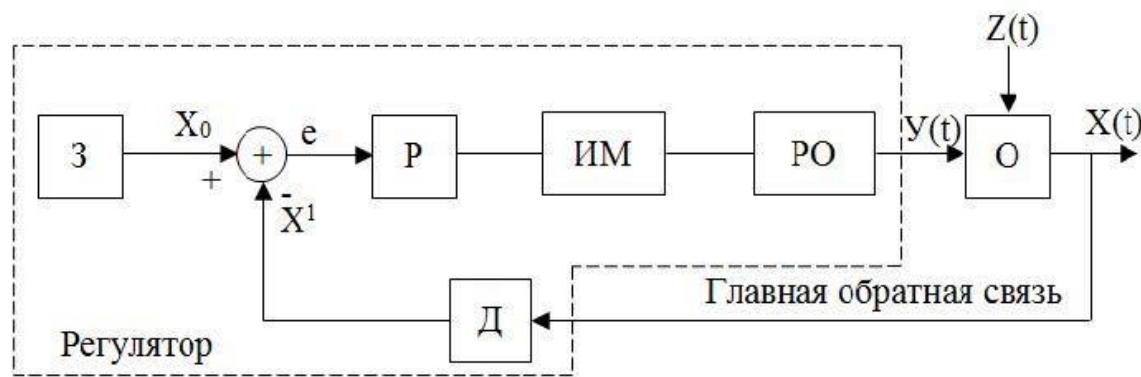 Z(t)
З
X₀
+
+
e
Р
ИМ
РО
У(t)
О
X(t)
-
X¹
Д
Главная обратная связь
Регулятор